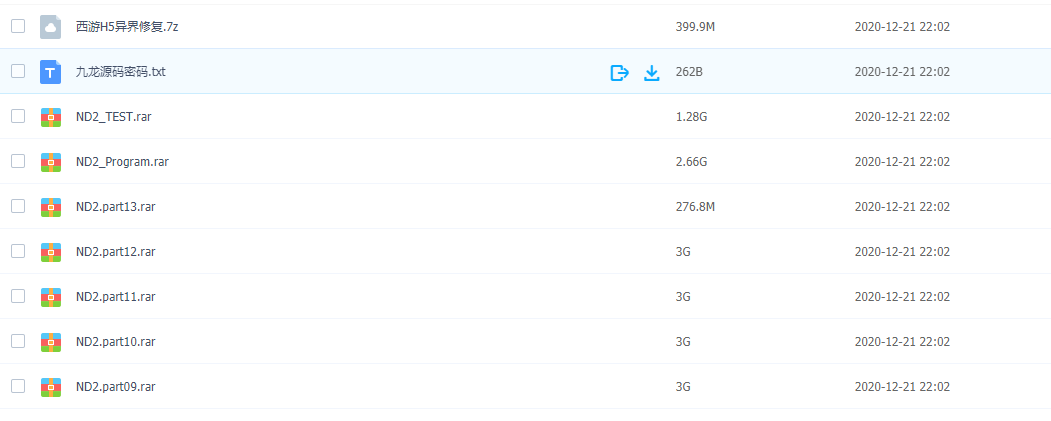 西游H5异界修复.7z 399.9M 2020-12-21 22:02
九龙源码密码.txt 262B 2020-12-21 22:02
ND2_TEST.rar 1.28G 2020-12-21 22:02
ND2_Program.rar 2.66G 2020-12-21 22:02
ND2.part13.rar 276.8M 2020-12-21 22:02
ND2.part12.rar 3G 2020-12-21 22:02
ND2.part11.rar 3G 2020-12-21 22:02
ND2.part10.rar 3G 2020-12-21 22:02
ND2.part09.rar 3G 2020-12-21 22:02